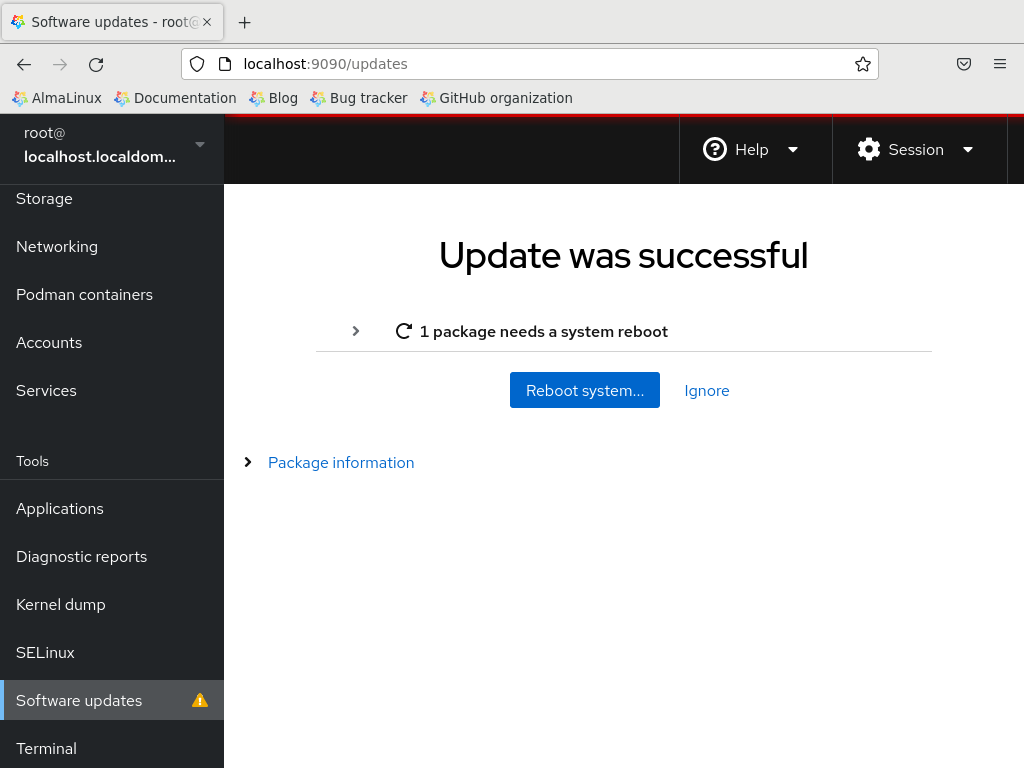 Software updates - root@
localhost:9090/updates
AlmaLinux Documentation Blog Bug tracker GitHub organization
root@
localhost.localdom...
Help
Session
Storage
Networking
Podman containers
Accounts
Services
Tools
Applications
Diagnostic reports
Kernel dump
SELinux
Software updates
Terminal
Update was successful
1 package needs a system reboot
Reboot system... Ignore
Package information